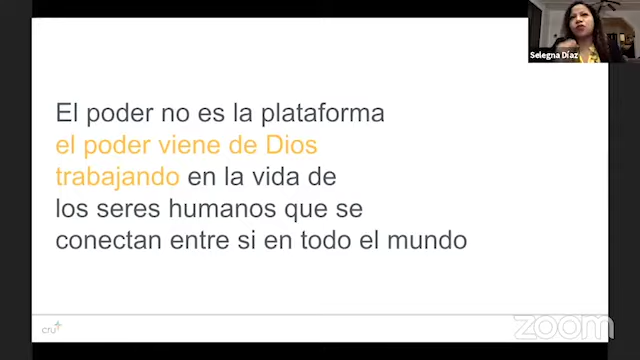 Selegna Díaz
El poder no es la plataforma
el poder viene de Dios
trabajando en la vida de
los seres humanos que se
conectan entre si en todo el mundo
cru
zoom